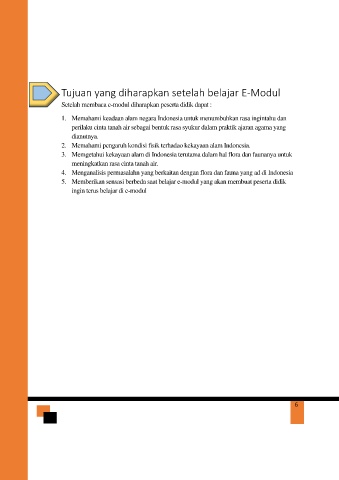 Tujuan yang diharapkan setelah belajar E-Modul
Setelah membaca e-modul diharapkan peserta didik dapat :
1. Memahami keadaan alam negara Indonesia untuk menumbuhkan rasa ingintahu dan
perilaku cinta tanah air sebagai bentuk rasa syukur dalam praktik ajaran agama yang
dianutnya.
2. Memahami pengaruh kondisi fisik terhadao kekayaan alam Indonesia.
3. Memgetahui kekayaan alam di Indonesia terutama dalam hal flora dan faunanya untuk
meningkatkan rasa cinta tanah air.
4. Menganalisis permasalahn yang berkaitan dengan flora dan fauna yang ad di Indonesia
5. Memberikan sensasi berbeda saat belajar e-modul yang akan membuat peserta didik
ingin terus belajar di e-modul
6